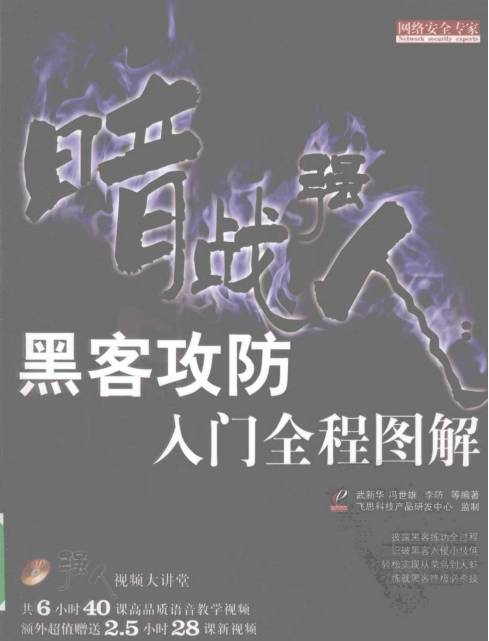 网络安全专家
Network security experts
暗战强人：
黑客攻防
入门全程图解
武新华 冯世雄 李防 等编著
飞思科技产品研发中心 监制
披露黑客练功全过程
识破黑客入侵小伎俩
轻松实现从菜鸟到大虾
练就黑客终极必杀技
强人视频大讲堂
共6小时40课高品质语音教学视频
额外超值赠送2.5小时28课新视频